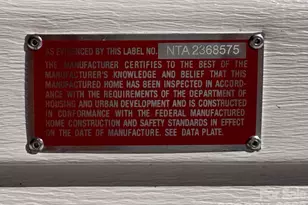 AS EVIDENCED BY THIS LABEL NO. NTA 2368575
THE MANUFACTURER CERTIFIES TO THE BEST OF THE
MANUFACTURER'S KNOWLEDGE AND BELIEF THAT THIS
MANUFACTURED HOME HAS BEEN INSPECTED IN ACCORD-
ANCE WITH THE REQUIREMENTS OF THE DEPARTMENT OF
HOUSING AND URBAN DEVELOPMENT AND IS CONSTRUCTED
IN CONFORMANCE WITH THE FEDERAL MANUFACTURED
HOME CONSTRUCTION AND SAFETY STANDARDS IN EFFECT
ON THE DATE OF MANUFACTURE. SEE DATA PLATE.